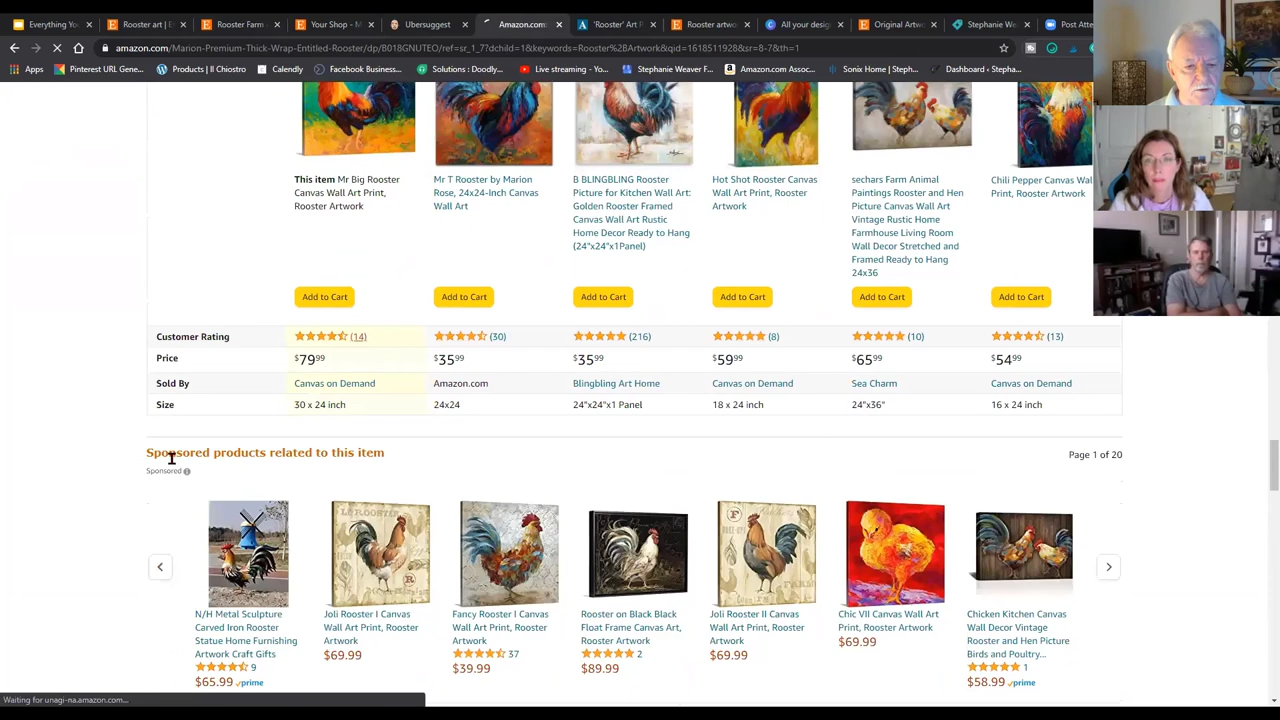 Everything You
Rooster art | E
Rooster Farm -
Your Shop - M
Ubersuggest
Amazon.com:
'Rooster' Art P
Rooster artwo
All your desig
Original Artwo
Stephanie We
Post Atte
amazon.com/Marion-Premium-Thick-Wrap-Entitled-Rooster/dp/B018GNUTEO/ref=sr_1_7?dchild=1&keywords=Rooster%2BArtwork&qid=1618511928&sr=8-7&th=1
Apps
Pinterest URL Gene...
Products | Il Chiostro
Calendly
Facebook Business...
Solutions : Doodly...
Live streaming - Yo...
Stephanie Weaver F...
Amazon.com Assoc...
Sonix Home | Steph...
Dashboard ‹ Stepha...
This item Mr Big Rooster
Canvas Wall Art Print,
Rooster Artwork
Mr T Rooster by Marion
Rose, 24x24-Inch Canvas
Wall Art
B BLINGBLING Rooster
Picture for Kitchen Wall Art:
Golden Rooster Framed
Canvas Wall Art Rustic
Home Decor Ready to Hang
(24"x24"x1Panel)
Hot Shot Rooster Canvas
Wall Art Print, Rooster
Artwork
sechars Farm Animal
Paintings Rooster and Hen
Picture Canvas Wall Art
Vintage Rustic Home
Farmhouse Living Room
Wall Decor Stretched and
Framed Ready to Hang
24x36
Chili Pepper Canvas Wal
Print, Rooster Artwork
Add to Cart
Add to Cart
Add to Cart
Add to Cart
Add to Cart
Add to Cart
Customer Rating (14) (30) (216) (8) (10) (13)
Price $79.99 $35.99 $35.99 $59.99 $65.99 $54.99
Sold By Canvas on Demand Amazon.com Blingbling Art Home Canvas on Demand Sea Charm Canvas on Demand
Size 30 x 24 inch 24x24 24"x24"x1 Panel 18 x 24 inch 24"x36" 16 x 24 inch
Sponsored products related to this item
Page 1 of 20
Sponsored
N/H Metal Sculpture
Carved Iron Rooster
Statue Home Furnishing
Artwork Craft Gifts
9
$65.99 prime
Joli Rooster I Canvas
Wall Art Print, Rooster
Artwork
$69.99
Fancy Rooster I Canvas
Wall Art Print, Rooster
Artwork
37
$39.99
Rooster on Black Black
Float Frame Canvas Art,
Rooster Artwork
2
$89.99
Joli Rooster II Canvas
Wall Art Print, Rooster
Artwork
$69.99
Chic VII Canvas Wall Art
Print, Rooster Artwork
$69.99
Chicken Kitchen Canvas
Wall Decor Vintage
Rooster and Hen Picture
Birds and Poultry...
1
$58.99 prime
Waiting for unagi-na.amazon.com...